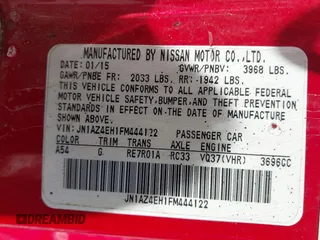 MANUFACTURED BY NISSAN MOTOR CO.,LTD.
DATE: 01/15 GVWR/PNBV: 3968 LBS.
GAWR/PNBE FR: 2033 LBS. RR: 1942 LBS.
THIS VEHICLE CONFORMS TO ALL APPLICABLE FEDERAL
MOTOR VEHICLE SAFETY,BUMPER,AND THEFT PREVENTION
STANDARDS IN EFFECT ON THE DATE OF MANUFACTURE
SHOWN ABOVE.
VIN: JN1AZ4EH1FM444122 PASSENGER CAR
COLOR TRIM TRANS AXLE ENGINE
A54 G RE7R01A RC33 VQ37(VHR) 3696CC
JN1AZ4EH1FM444122
DREAMBID